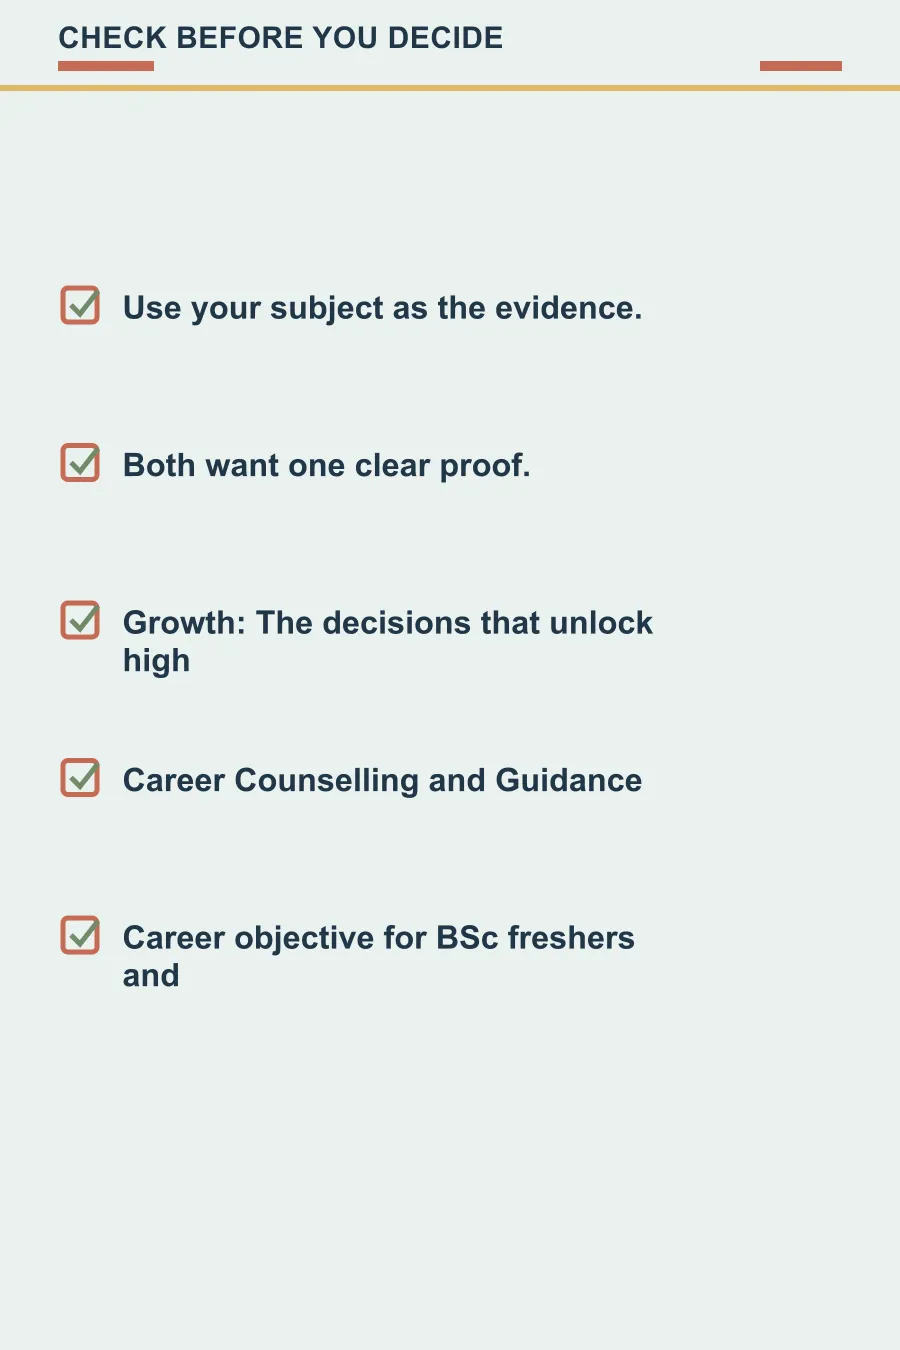 CHECK BEFORE YOU DECIDE
Use your subject as the evidence.
Both want one clear proof.
Growth: The decisions that unlock
high
Career Counselling and Guidance
Career objective for BSc freshers
and